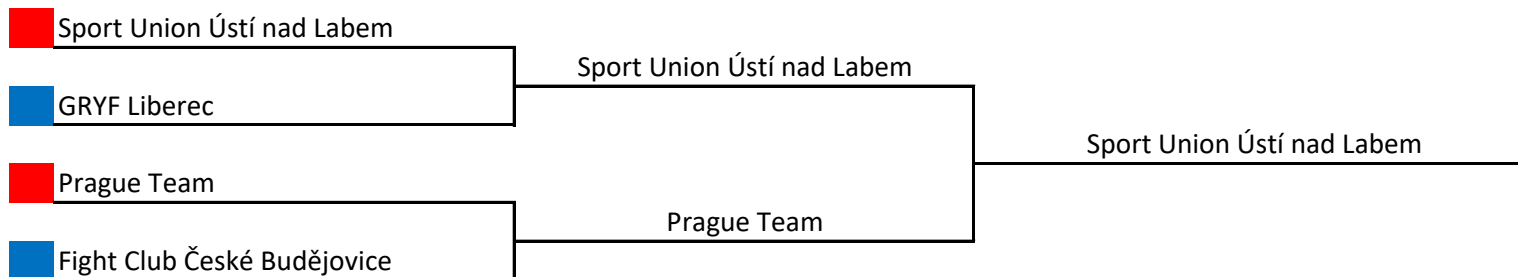 Sport Union Ústí nad Labem
Sport Union Ústí nad Labem
GRYF Liberec
Sport Union Ústí nad Labem
Prague Team
Prague Team
Fight Club České Budějovice